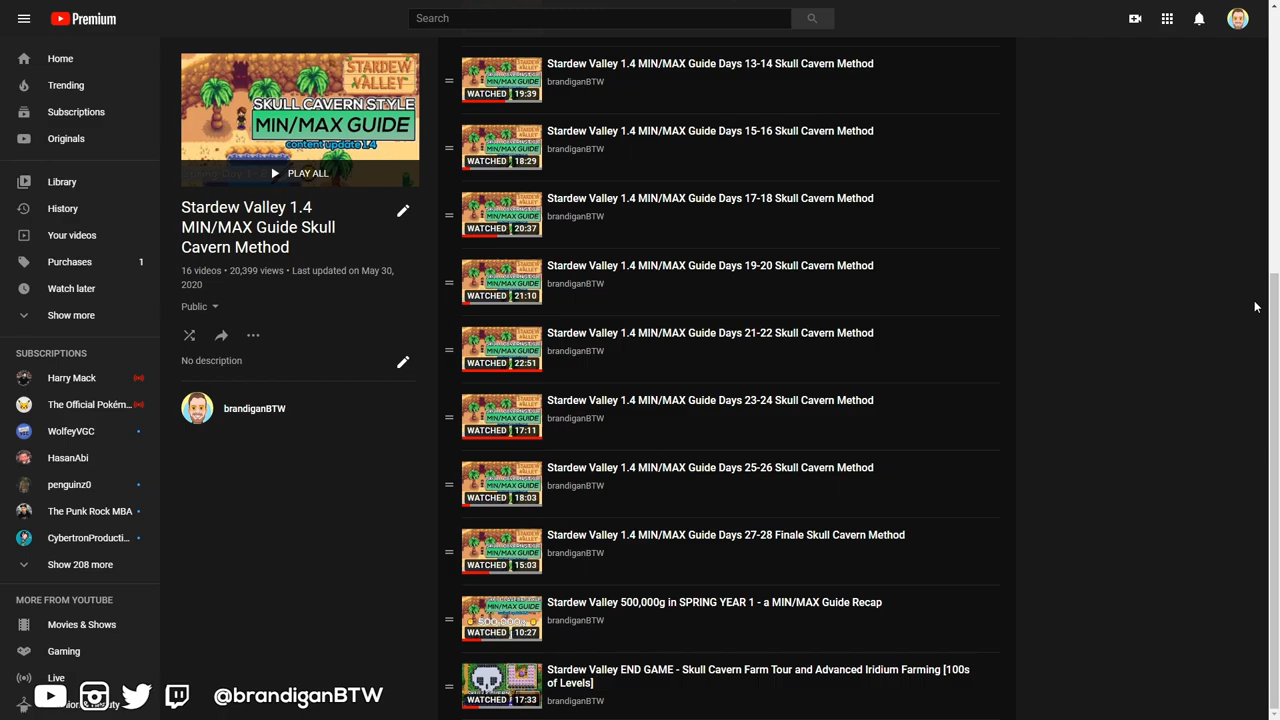 Premium
Search
Home
Trending
Subscriptions
Originals
Library
History
Your videos
Purchases 1
Watch later
Show more
SUBSCRIPTIONS
Harry Mack
The Official Pokém...
WolfeyVGC
HasanAbi
penguinz0
The Punk Rock MBA
CybertronProducti...
Show 208 more
MORE FROM YOUTUBE
Movies & Shows
Gaming
Live
@brandiganBTW
STARDEW
VALLEY
SKULL CAVERN STYLE
MIN/MAX GUIDE
content update 1.4
PLAY ALL
Stardew Valley 1.4
MIN/MAX Guide Skull
Cavern Method
16 videos • 20,399 views • Last updated on May 30,
2020
Public
No description
brandiganBTW
Stardew Valley 1.4 MIN/MAX Guide Days 13-14 Skull Cavern Method
brandiganBTW
WATCHED 19:39
Stardew Valley 1.4 MIN/MAX Guide Days 15-16 Skull Cavern Method
brandiganBTW
WATCHED 18:29
Stardew Valley 1.4 MIN/MAX Guide Days 17-18 Skull Cavern Method
brandiganBTW
WATCHED 20:37
Stardew Valley 1.4 MIN/MAX Guide Days 19-20 Skull Cavern Method
brandiganBTW
WATCHED 21:10
Stardew Valley 1.4 MIN/MAX Guide Days 21-22 Skull Cavern Method
brandiganBTW
WATCHED 22:51
Stardew Valley 1.4 MIN/MAX Guide Days 23-24 Skull Cavern Method
brandiganBTW
WATCHED 17:11
Stardew Valley 1.4 MIN/MAX Guide Days 25-26 Skull Cavern Method
brandiganBTW
WATCHED 18:03
Stardew Valley 1.4 MIN/MAX Guide Days 27-28 Finale Skull Cavern Method
brandiganBTW
WATCHED 15:03
Stardew Valley 500,000g in SPRING YEAR 1 - a MIN/MAX Guide Recap
brandiganBTW
WATCHED 10:27
Stardew Valley END GAME - Skull Cavern Farm Tour and Advanced Iridium Farming [100s
of Levels]
brandiganBTW
WATCHED 17:33